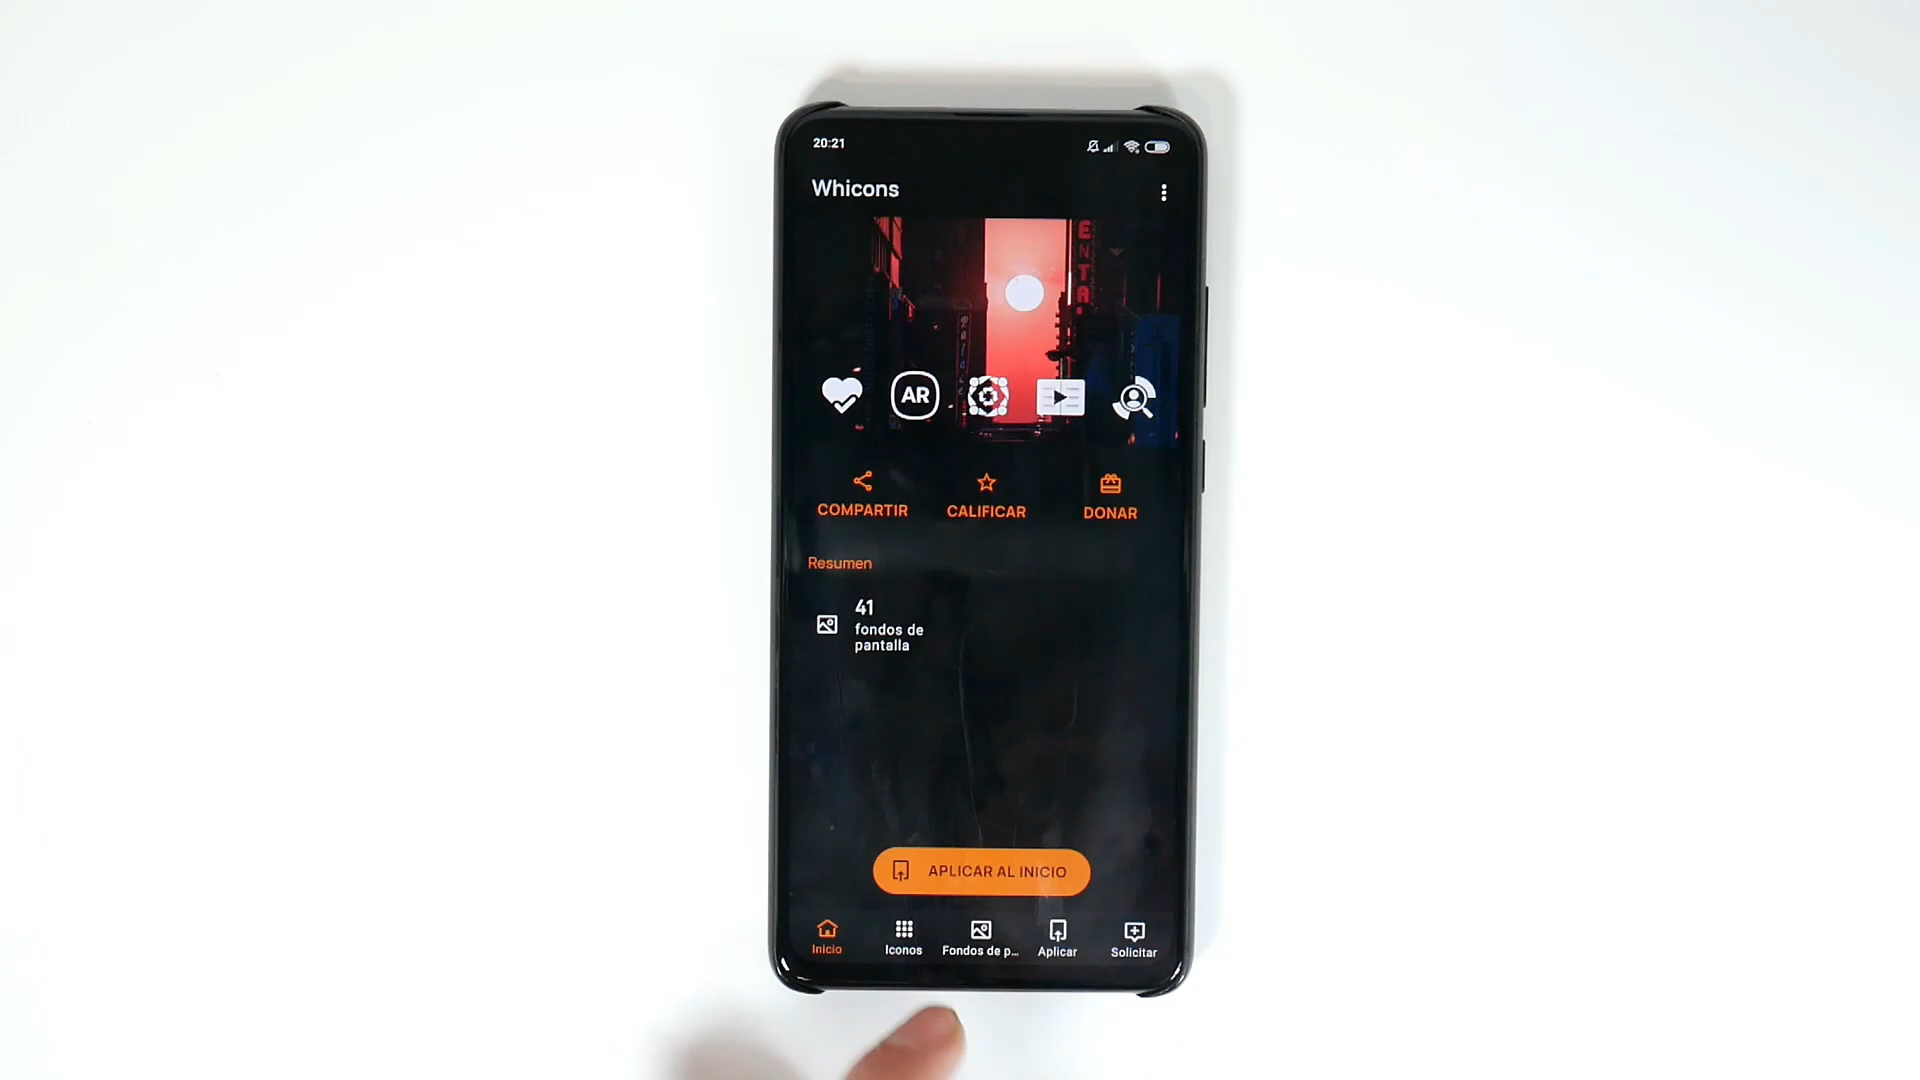 20:21
Whicons
ENTA
AR
COMPARTIR
CALIFICAR
DONAR
Resumen
41
fondos de
pantalla
APLICAR AL INICIO
Inicio
Iconos
Fondos de p...
Aplicar
Solicitar